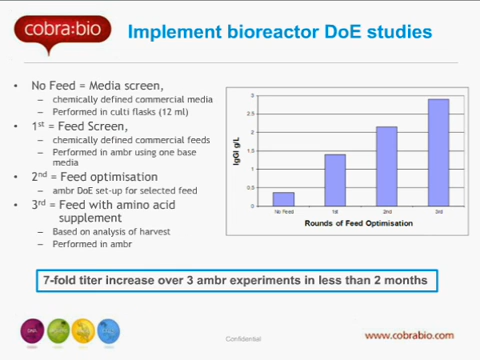 cobra:bio
Implement bioreactor DoE studies
• No Feed = Media screen,
– chemically defined commercial media
– Performed in culti flasks (12 ml)
• 1st = Feed Screen,
– chemically defined commercial feeds
– Performed in ambr using one base
media
• 2nd = Feed optimisation
– ambr DoE set-up for selected feed
• 3rd = Feed with amino acid
supplement
– Based on analysis of harvest
– Performed in ambr
3
2.5
2
1.5
1
0.5
0
IgGI g/L
No Feed 1st 2nd 3rd
Rounds of Feed Optimisation
7-fold titer increase over 3 ambr experiments in less than 2 months
DNA
Confidential
www.cobrabio.com